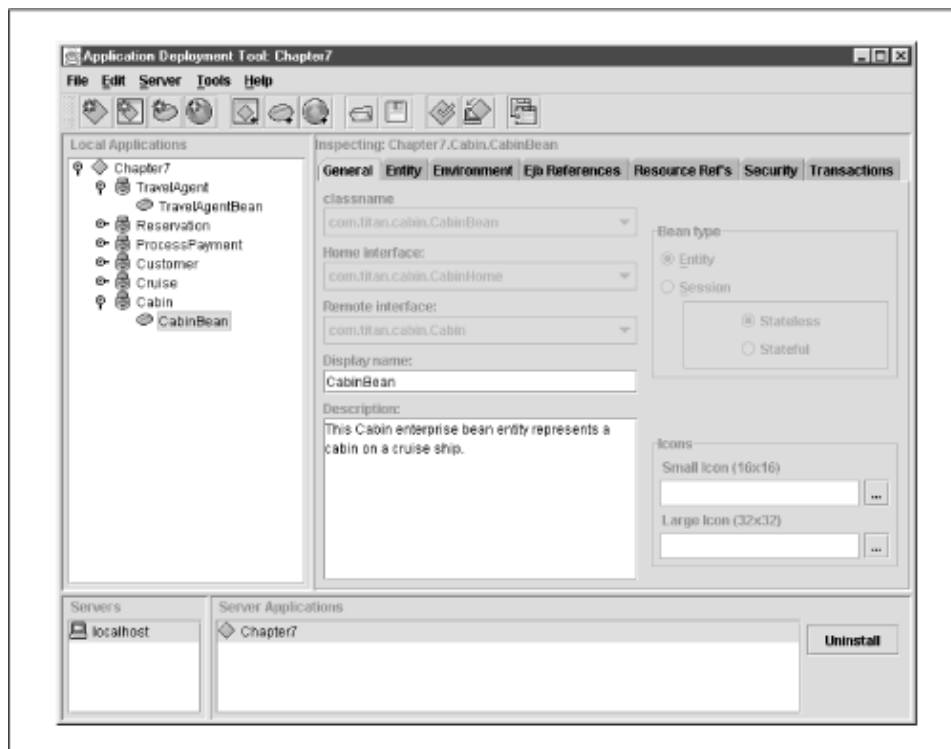 Application Deployment Tool: Chapter7
File Edit Server Tools Help
Local Applications
Chapter7
TravelAgent
TravelAgentBean
Reservation
ProcessPayment
Customer
Cruise
Cabin
CabinBean
Inspecting: Chapter7.Cabin.CabinBean
General Entity Environment Ejb References Resource Ref's Security Transactions
classname
com.titan.cabin.CabinBean
Home interface:
com.titan.cabin.CabinHome
Remote interface:
com.titan.cabin.Cabin
Display name:
CabinBean
Description:
This Cabin enterprise bean entity represents a
cabin on a cruise ship.
Bean type
Entity
Session
Stateless
Stateful
Icons
Small Icon (16x16)
...
Large Icon (32x32)
...
Servers
localhost
Server Applications
Chapter7
Uninstall